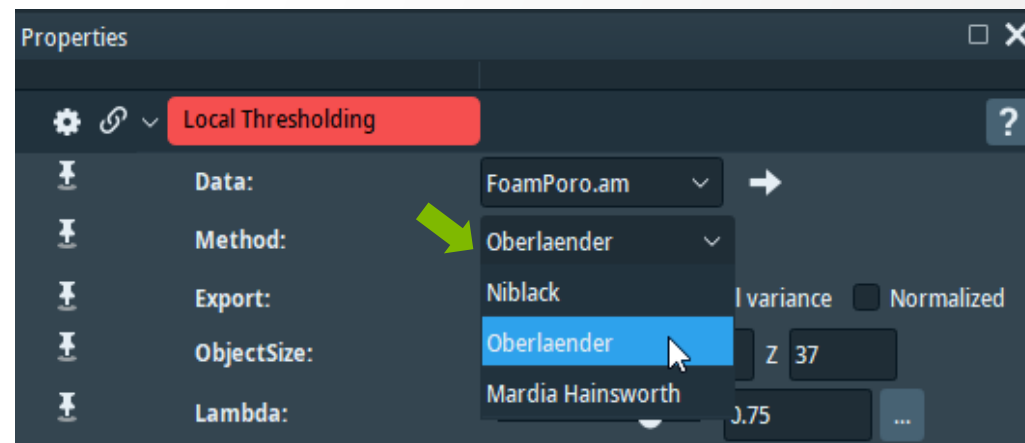 Properties
Local Thresholding ?
Data: FoamPoro.am
Method: Oberlaender
Niblack
Export: variance Normalized
Oberlaender
ObjectSize: Z 37
Mardia Hainsworth
Lambda: 0.75 ...